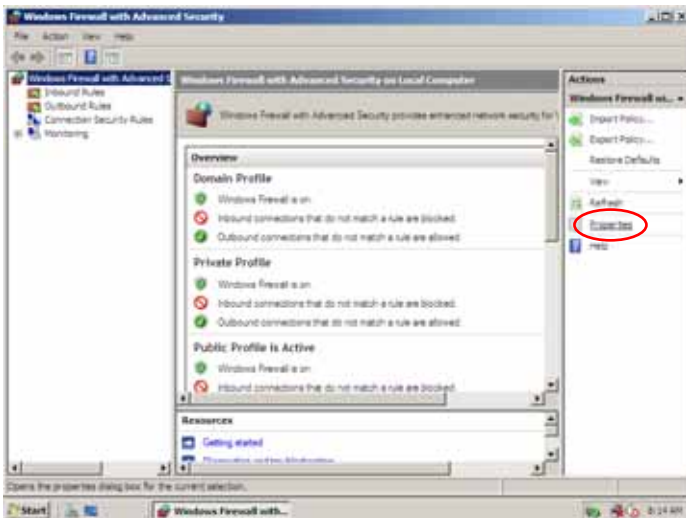 Windows Firewall with Advanced Security
File Action View Help
Windows Firewall with Advanced S
Inbound Rules
Outbound Rules
Connection Security Rules
Monitoring
Windows Firewall with Advanced Security on Local Computer
Windows Firewall with Advanced Security provides enhanced network security for
Overview
Domain Profile
Windows Firewall is on.
Inbound connections that do not match a rule are blocked.
Outbound connections that do not match a rule are allowed.
Private Profile
Windows Firewall is on.
Inbound connections that do not match a rule are blocked.
Outbound connections that do not match a rule are allowed.
Public Profile is Active
Windows Firewall is on.
Inbound connections that do not match a rule are blocked.
Resources
Getting started
Actions
Windows Firewall wi...
Import Policy...
Export Policy...
Restore Defaults
View
Refresh
Properties
Help
Opens the properties dialog box for the current selection.
Start
Windows Firewall with...
8:14 AM